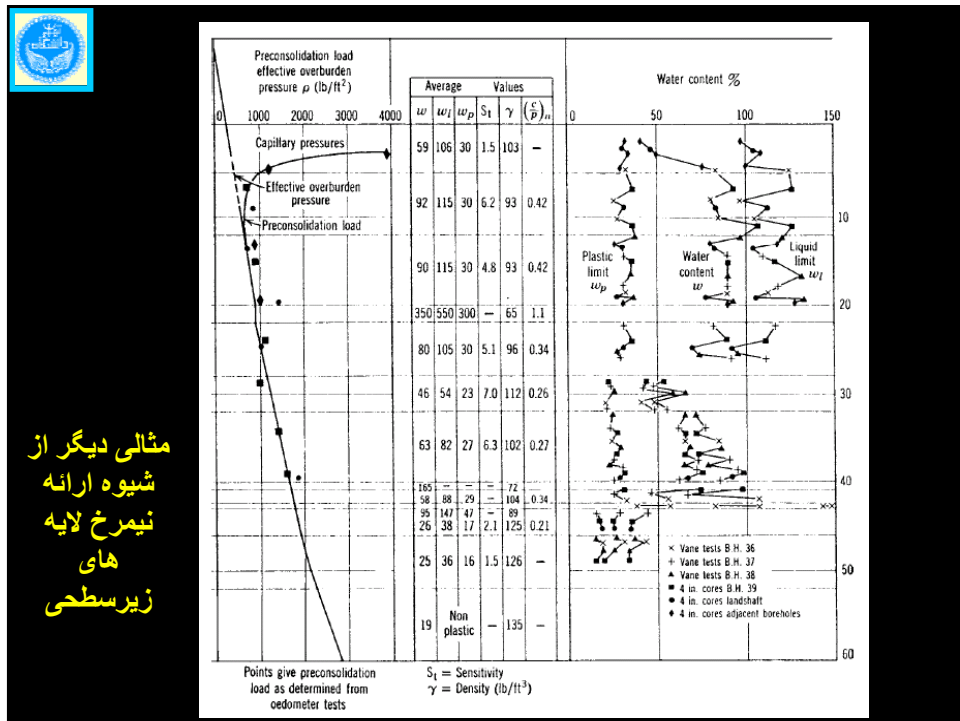 مثالی دیگر از
شیوه ارائه
نیمرخ لایه
های
زیرسطحی
Preconsolidation load
effective overburden
pressure p (lb/ft²)
0 1000 2000 3000 4000
Capillary pressures
Effective overburden
pressure
Preconsolidation load
Points give preconsolidation
load as determined from
oedometer tests
Average Values
w wl wp St γ (c/p)n
59 106 30 1.5 103 —
92 115 30 6.2 93 0.42
90 115 30 4.8 93 0.42
350 550 300 — 65 1.1
80 105 30 5.1 96 0.34
46 54 23 7.0 112 0.26
63 82 27 6.3 102 0.27
165 — — — 72 —
58 88 29 — 104 0.34
95 147 47 — 89
26 38 17 2.1 125 0.21
25 36 16 1.5 126 —
19 Non plastic — 135 —
St = Sensitivity
γ = Density (lb/ft³)
Water content %
0 50 100 150
Plastic
limit
wp
Water
content
w
Liquid
limit
wl
10
20
30
40
50
60
× Vane tests B.H. 36
+ Vane tests B.H. 37
▲ Vane tests B.H. 38
■ 4 in. cores B.H. 39
● 4 in. cores landshaft
♦ 4 in. cores adjacent boreholes